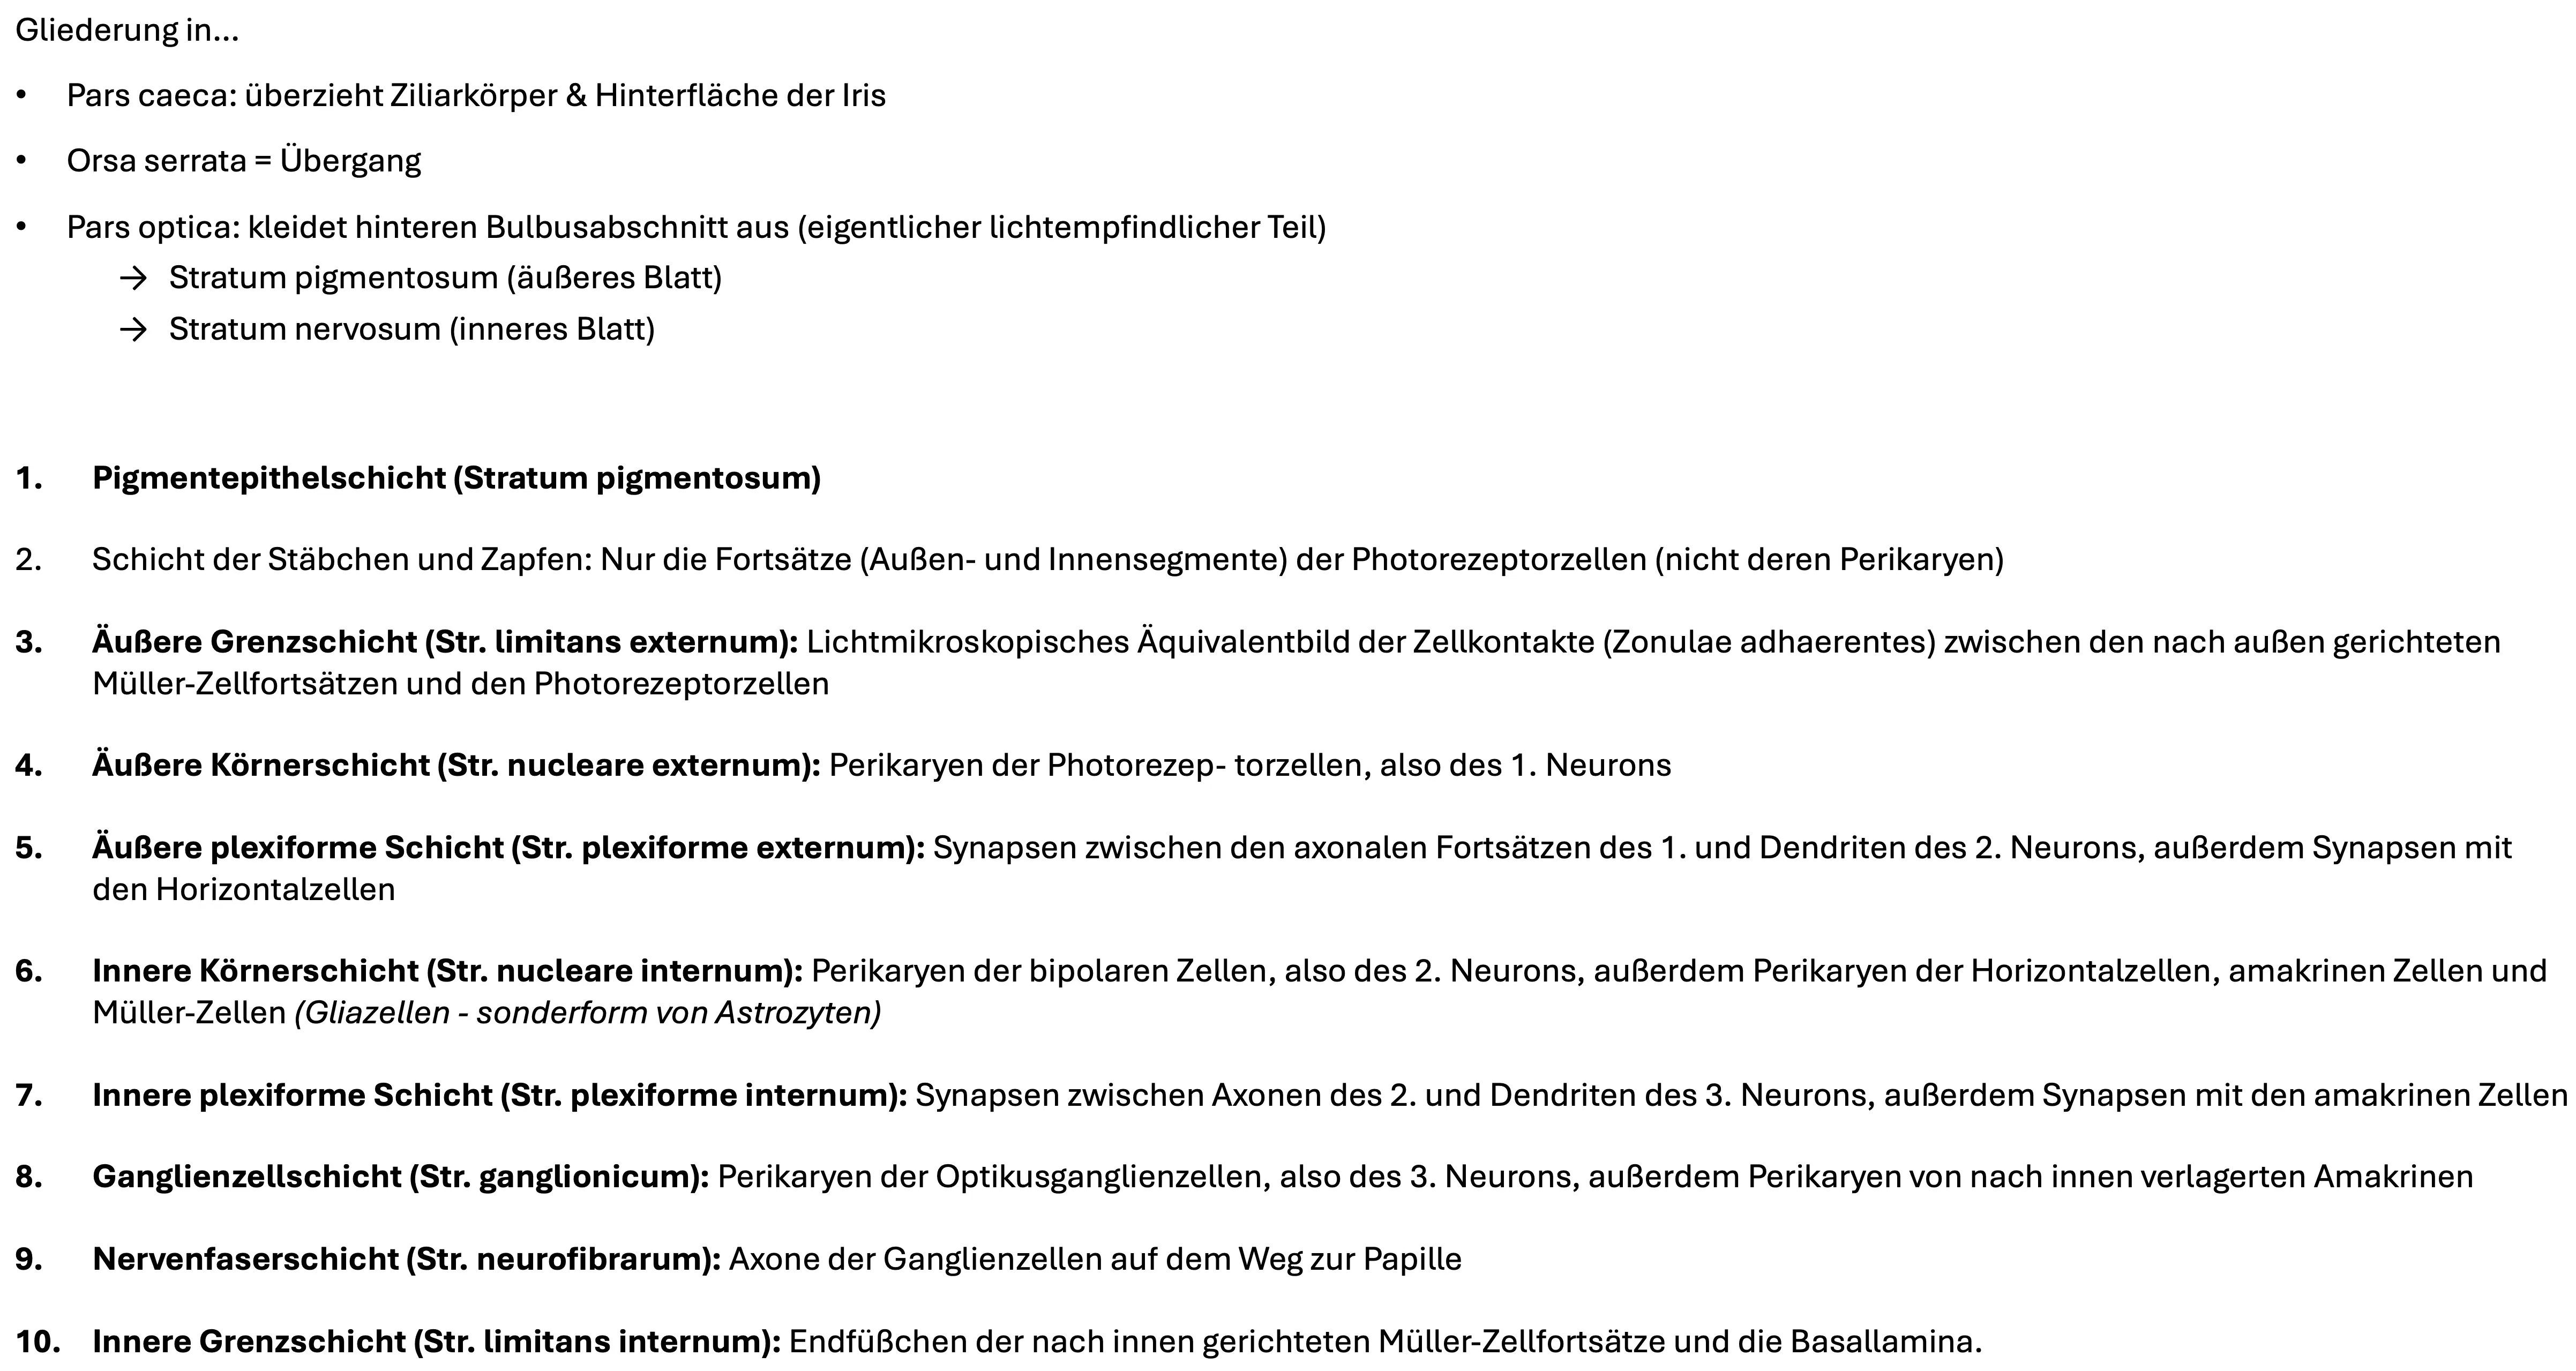 Gliederung in...
• Pars caeca: überzieht Ziliarkörper & Hinterfläche der Iris
• Orsa serrata = Übergang
• Pars optica: kleidet hinteren Bulbusabschnitt aus (eigentlicher lichtempfindlicher Teil)
→ Stratum pigmentosum (äußeres Blatt)
→ Stratum nervosum (inneres Blatt)
1. Pigmentepithelschicht (Stratum pigmentosum)
2. Schicht der Stäbchen und Zapfen: Nur die Fortsätze (Außen- und Innensegmente) der Photorezeptorzellen (nicht deren Perikaryen)
3. Äußere Grenzschicht (Str. limitans externum): Lichtmikroskopisches Äquivalentbild der Zellkontakte (Zonulae adhaerentes) zwischen den nach außen gerichteten
Müller-Zellfortsätzen und den Photorezeptorzellen
4. Äußere Körnerschicht (Str. nucleare externum): Perikaryen der Photorezep- torzellen, also des 1. Neurons
5. Äußere plexiforme Schicht (Str. plexiforme externum): Synapsen zwischen den axonalen Fortsätzen des 1. und Dendriten des 2. Neurons, außerdem Synapsen mit
den Horizontalzellen
6. Innere Körnerschicht (Str. nucleare internum): Perikaryen der bipolaren Zellen, also des 2. Neurons, außerdem Perikaryen der Horizontalzellen, amakrinen Zellen und
Müller-Zellen (Gliazellen - sonderform von Astrozyten)
7. Innere plexiforme Schicht (Str. plexiforme internum): Synapsen zwischen Axonen des 2. und Dendriten des 3. Neurons, außerdem Synapsen mit den amakrinen Zellen
8. Ganglienzellschicht (Str. ganglionicum): Perikaryen der Optikusganglienzellen, also des 3. Neurons, außerdem Perikaryen von nach innen verlagerten Amakrinen
9. Nervenfaserschicht (Str. neurofibrarum): Axone der Ganglienzellen auf dem Weg zur Papille
10. Innere Grenzschicht (Str. limitans internum): Endfüßchen der nach innen gerichteten Müller-Zellfortsätze und die Basallamina.